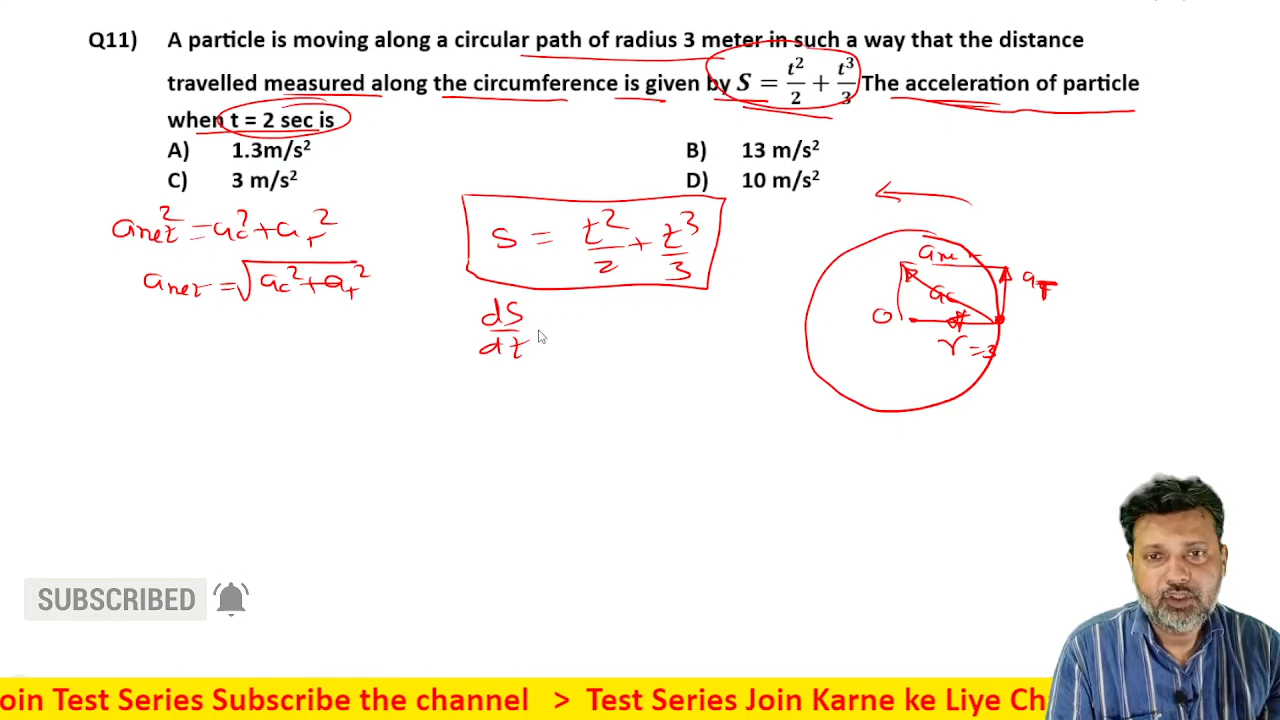 Q11) A particle is moving along a circular path of radius 3 meter in such a way that the distance
travelled measured along the circumference is given by S = t²/2 + t³/3 The acceleration of particle
when t = 2 sec is
A) 1.3m/s² B) 13 m/s²
C) 3 m/s² D) 10 m/s²
a_net² = a_c² + a_T²
a_net = √(a_c² + a_T²)
S = t²/2 + t³/3
dS/dt
a_T
a_c
O
r = 3
SUBSCRIBED
oin Test Series Subscribe the channel > Test Series Join Karne ke Liye Ch